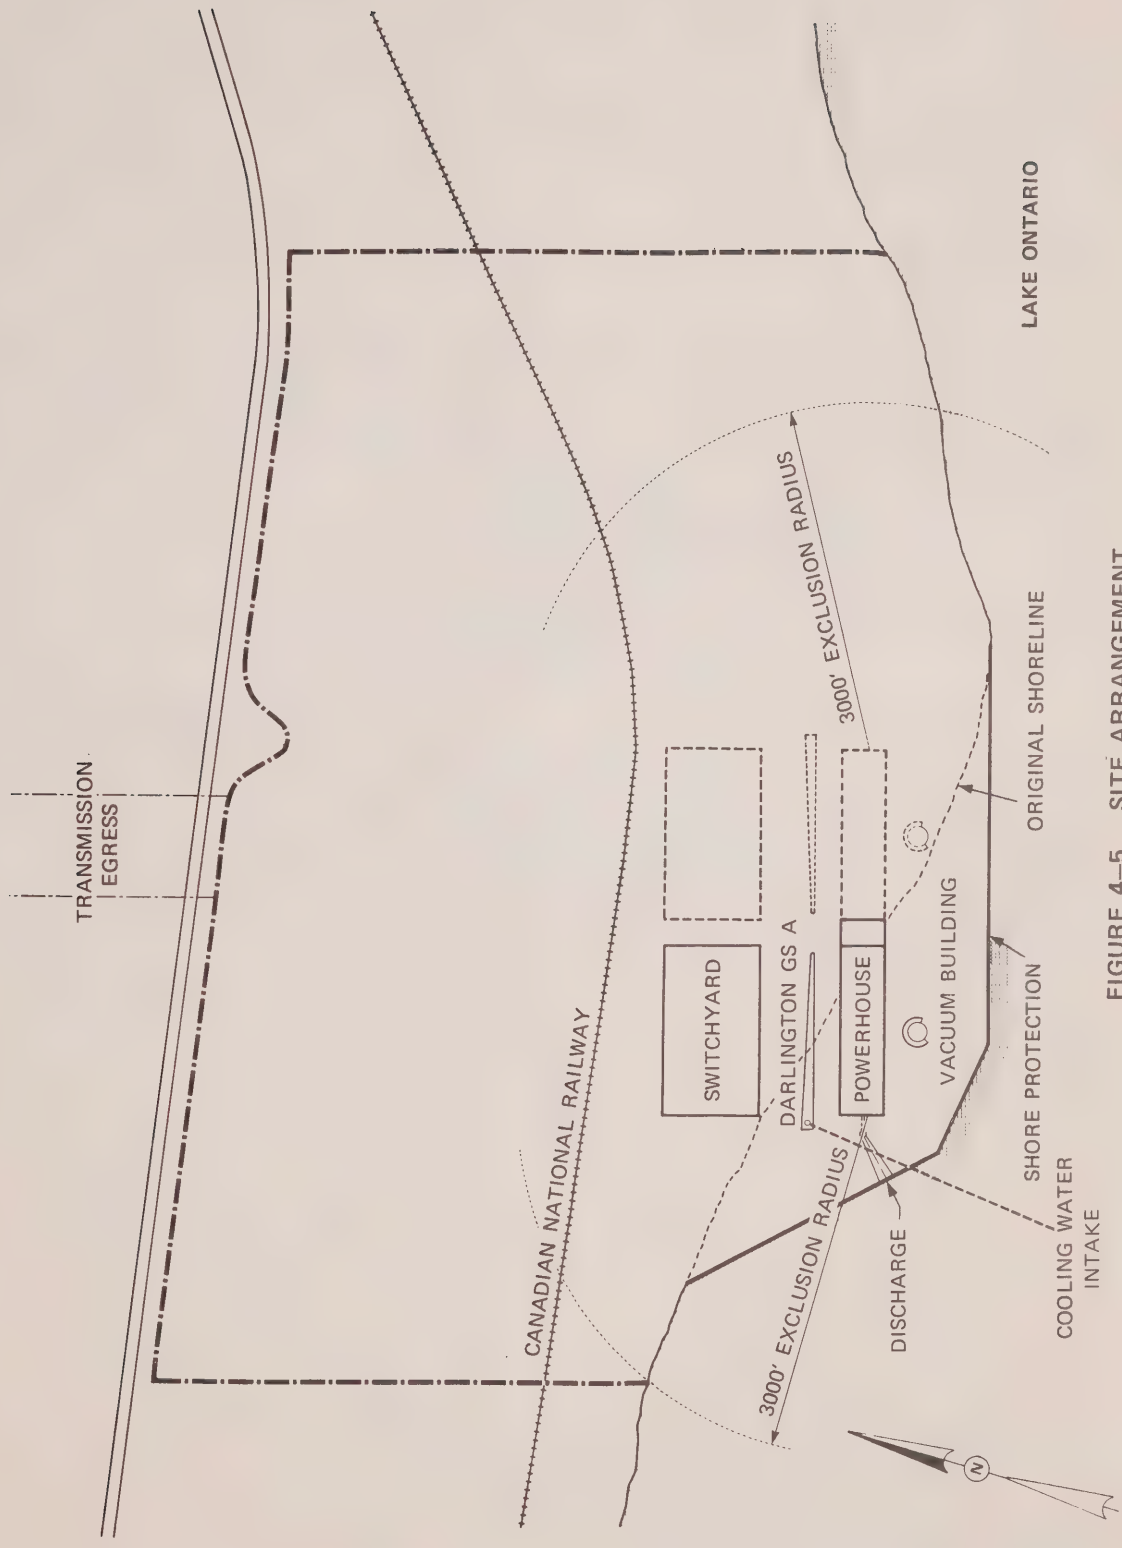 TRANSMISSION
EGRESS
CANADIAN NATIONAL RAILWAY
SWITCHYARD
DARLINGTON GS A
POWERHOUSE
VACUUM BUILDING
3000' EXCLUSION RADIUS
3000' EXCLUSION RADIUS
LAKE ONTARIO
DISCHARGE
ORIGINAL SHORELINE
SHORE PROTECTION
COOLING WATER
INTAKE
N
FIGURE 4–5 SITE ARRANGEMENT